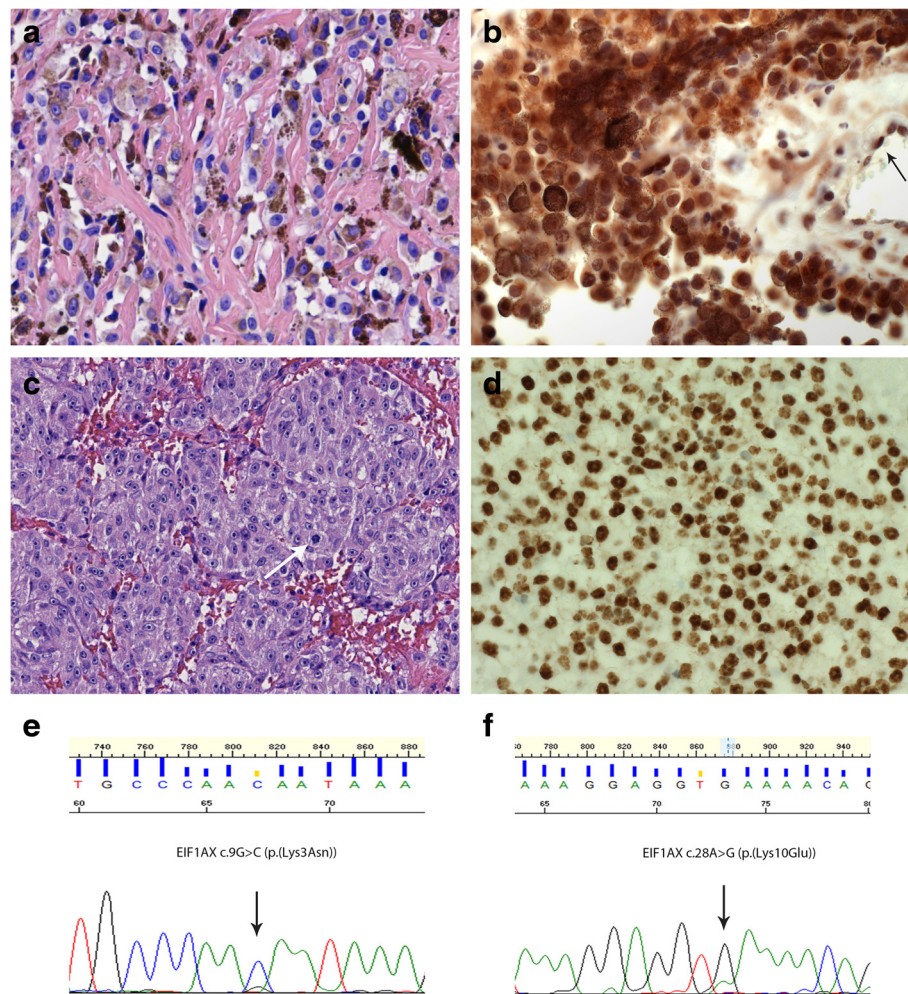 a
b
c
d
e
f
740 760 780 800 820 840 860 880
T G C C C A A C A A T A A A
60 65 70
EIF1AX c.9G>C (p.(Lys3Asn))
780 800 820 840 860 900 920 940
A A A G G A G G T G A A A A C A G
65 70 75
EIF1AX c.28A>G (p.(Lys10Glu))